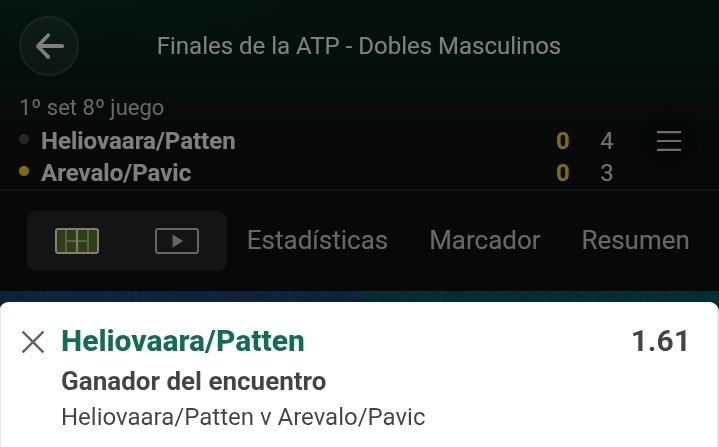 Finales de la ATP - Dobles Masculinos
1º set 8º juego
Heliovaara/Patten 0 4
Arevalo/Pavic 0 3
Estadísticas Marcador Resumen
Heliovaara/Patten 1.61
Ganador del encuentro
Heliovaara/Patten v Arevalo/Pavic